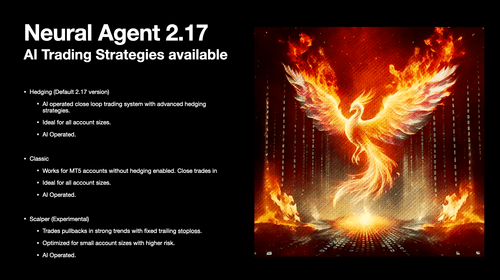 Neural Agent 2.17
AI Trading Strategies available
• Hedging (Default 2.17 version)
• AI operated close loop trading system with advanced hedging
strategies.
• Ideal for all account sizes.
• AI Operated.
• Classic
• Works for MT5 accounts without hedging enabled. Close trades in
• Ideal for all account sizes.
• AI Operated.
• Scalper (Experimental)
• Trades pullbacks in strong trends with fixed trailing stoploss.
• Optimized for small account sizes with higher risk.
• AI Operated.